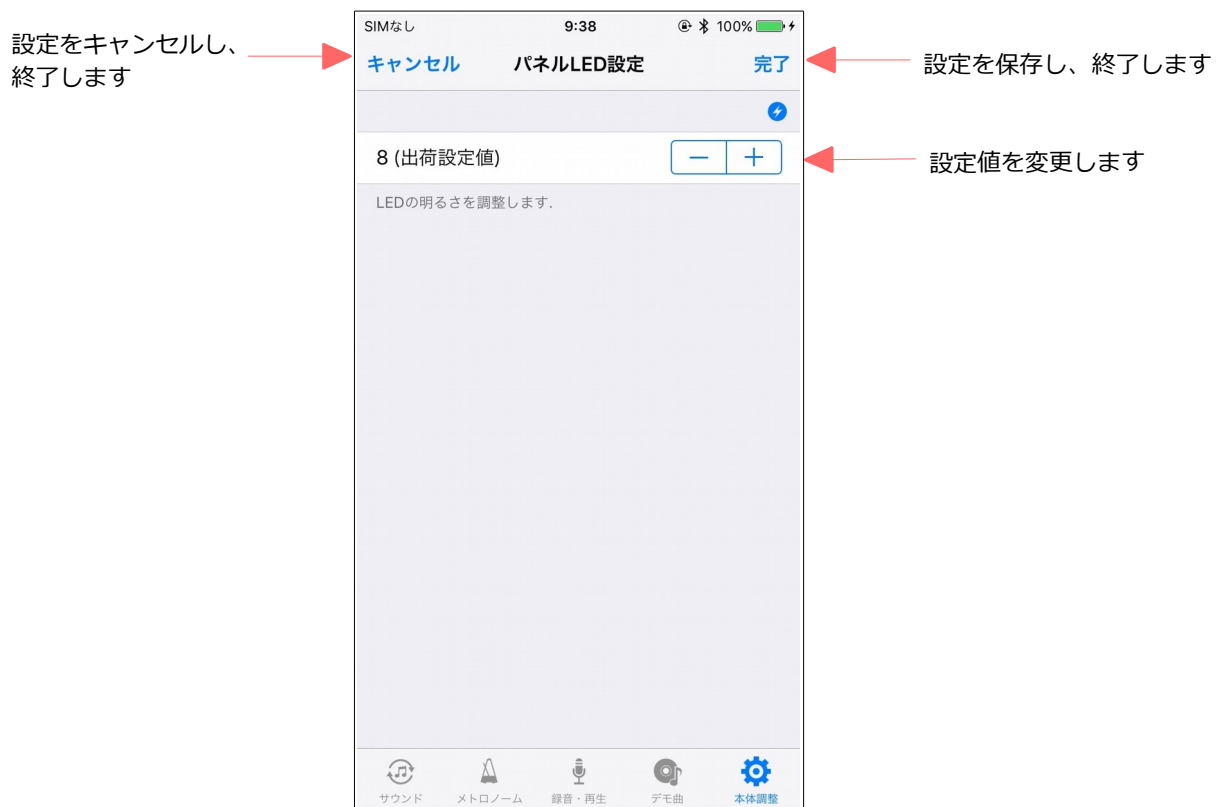 設定をキャンセルし、
終了します
SIMなし 9:38 100%
キャンセル パネルLED設定 完了
設定を保存し、終了します
8 (出荷設定値)
設定値を変更します
LEDの明るさを調整します.
サウンド メトロノーム 録音・再生 デモ曲 本体調整